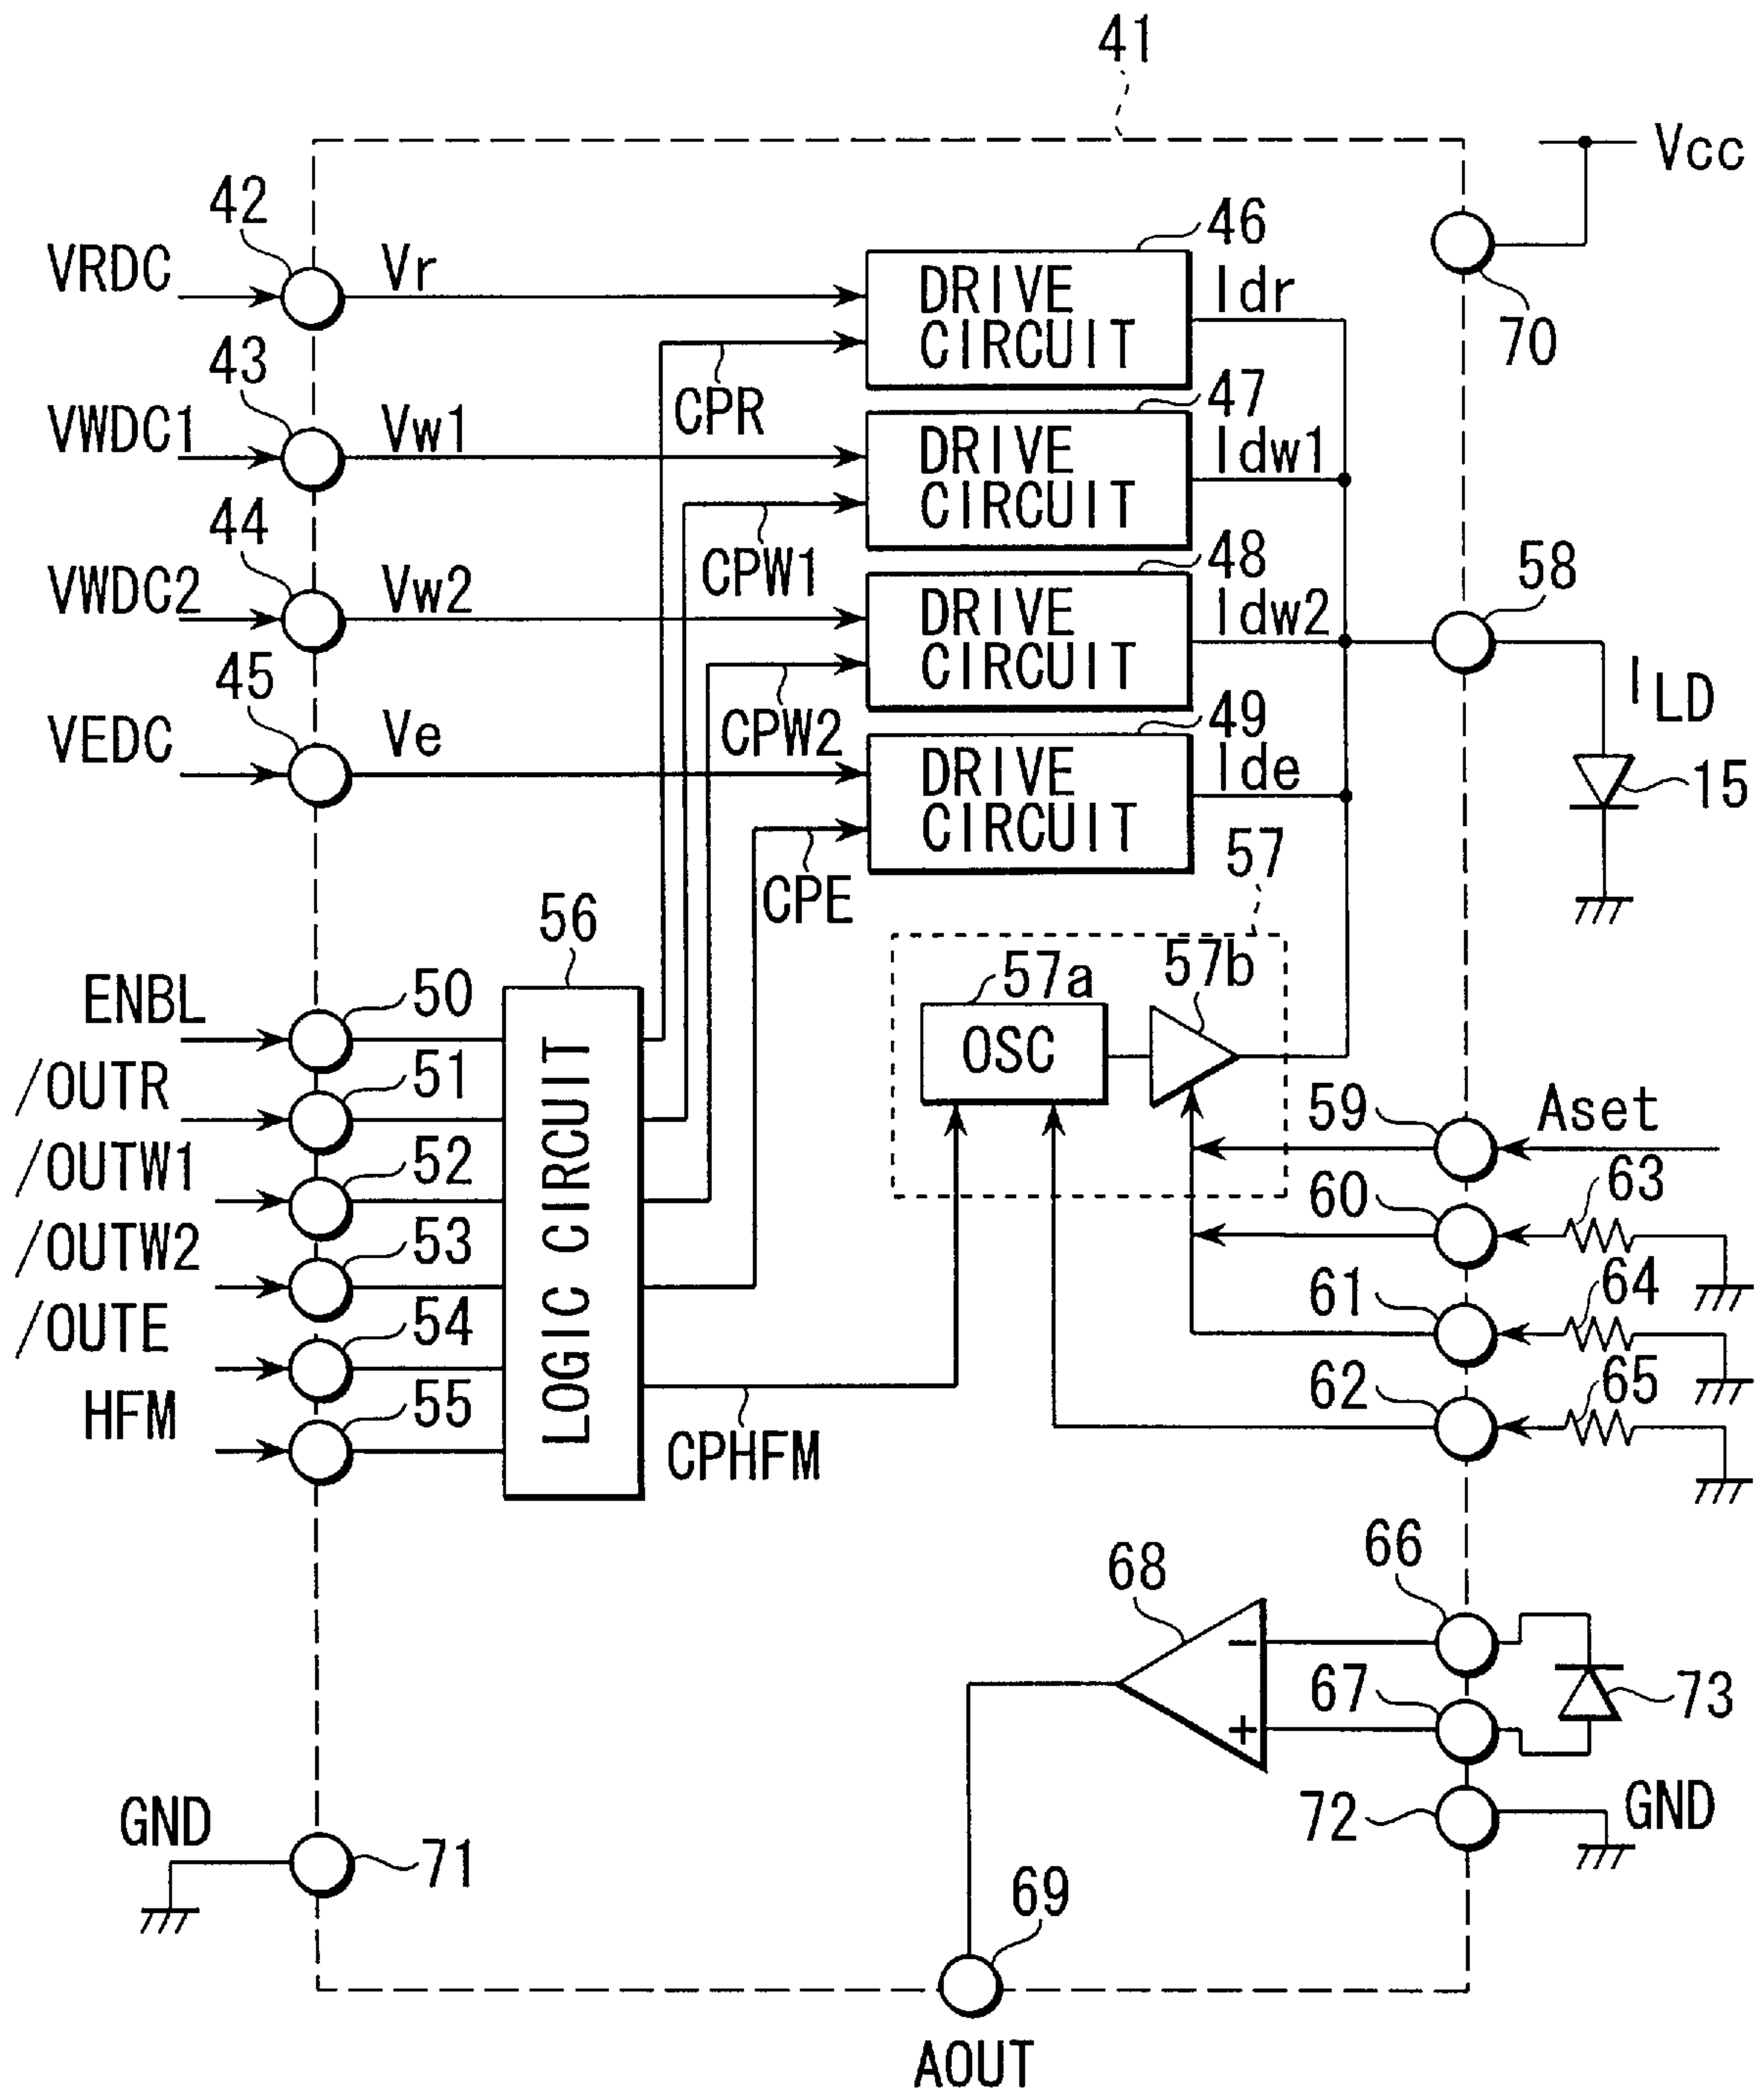 41
Vcc
42
VRDC
Vr
46
DRIVE
CIRCUIT
Idr
70
43
CPR
VWDC1
Vw1
47
DRIVE
CIRCUIT
Idw1
44
CPW1
VWDC2
Vw2
48
DRIVE
CIRCUIT
Idw2
58
45
CPW2
VEDC
Ve
49
DRIVE
CIRCUIT
Ide
ILD
15
CPE
57
56
ENBL
50
57a
57b
OSC
/OUTR
51
59
Aset
/OUTW1
52
60
63
/OUTW2
53
61
64
/OUTE
54
62
65
HFM
55
LOGIC CIRCUIT
CPHFM
66
68
−
+
67
73
GND
71
72
GND
69
AOUT